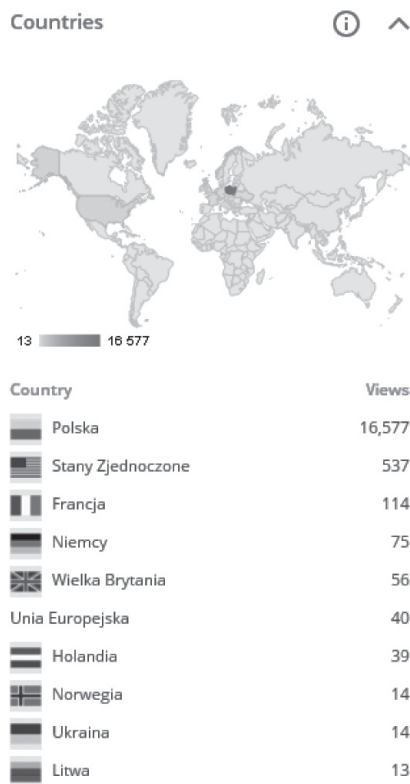 Countries
13 16 577
Country Views
Polska 16,577
Stany Zjednoczone 537
Francja 114
Niemcy 75
Wielka Brytania 56
Unia Europejska 40
Holandia 39
Norwegia 14
Ukraina 14
Litwa 13